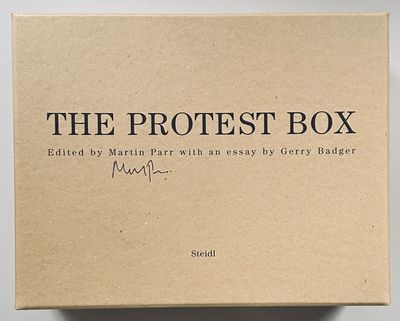 THE PROTEST BOX
Edited by Martin Parr with an essay by Gerry Badger
Steidl